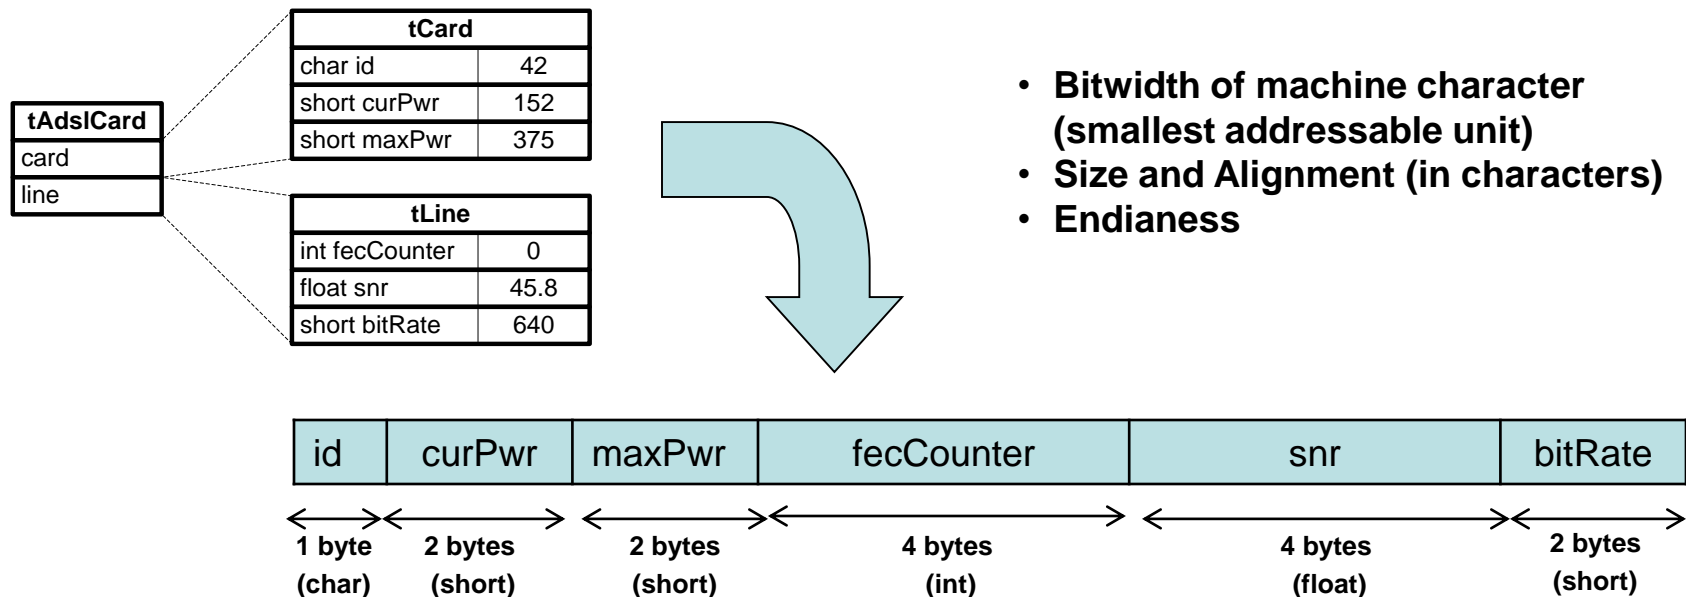 tAdslCard
card
line
tCard
char id 42
short curPwr 152
short maxPwr 375
tLine
int fecCounter 0
float snr 45.8
short bitRate 640
• Bitwidth of machine character
(smallest addressable unit)
• Size and Alignment (in characters)
• Endianess
id curPwr maxPwr fecCounter snr bitRate
1 byte 2 bytes 2 bytes 4 bytes 4 bytes 2 bytes
(char) (short) (short) (int) (float) (short)